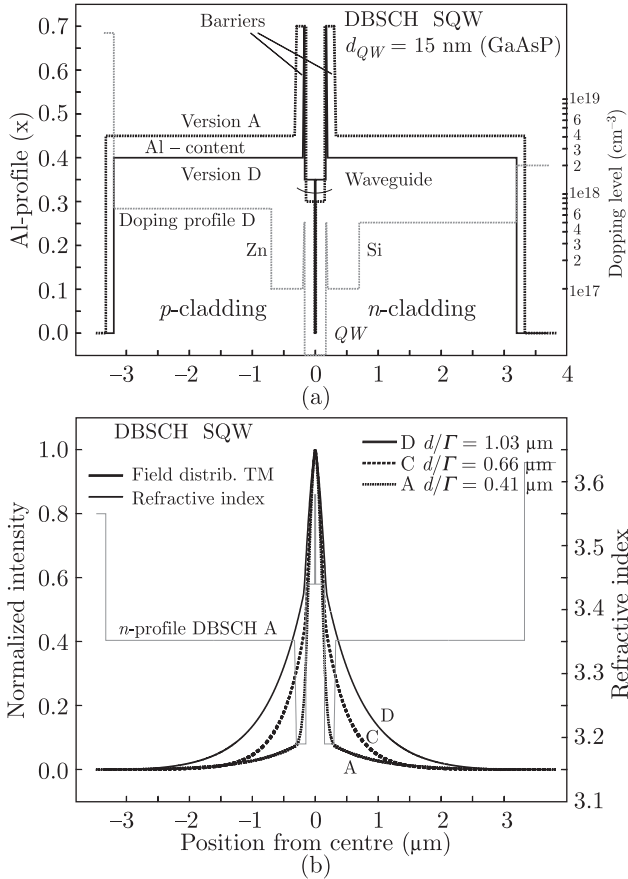 DBSCH SQW
d_QW = 15 nm (GaAsP)
Barriers
Version A
Al – content
Version D
Waveguide
Doping profile D
Zn
Si
p-cladding
n-cladding
QW
Al-profile (x)
0.7
0.6
0.5
0.4
0.3
0.2
0.1
0.0
Dopping level (cm⁻³)
1e19
6
4
3
2
1e18
6
4
3
2
1e17
−3 −2 −1 0 1 2 3 4
(a)
DBSCH SQW
Field distrib. TM
Refractive index
D d/Γ = 1.03 µm
C d/Γ = 0.66 µm
A d/Γ = 0.41 µm
n-profile DBSCH A
D
C
A
Normalized intensity
1.0
0.8
0.6
0.4
0.2
0.0
Refractive index
3.6
3.5
3.4
3.3
3.2
3.1
3.1
−3 −2 −1 0 1 2 3
Position from centre (µm)
(b)